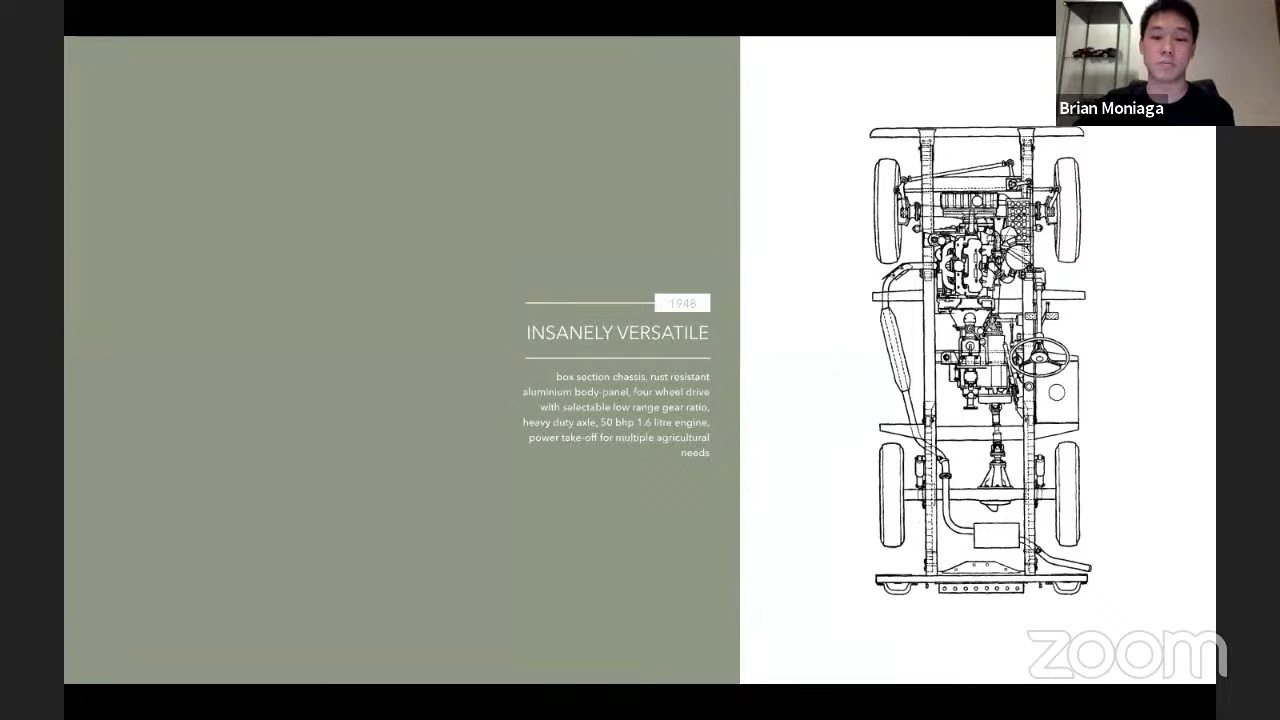 Brian Moniaga
1948
INSANELY VERSATILE
box section chassis, rust resistant
aluminium body-panel, four wheel drive
with selectable low range gear ratio,
heavy duty axle, 50 bhp 1.6 litre engine,
power take-off for multiple agricultural
needs
zoom